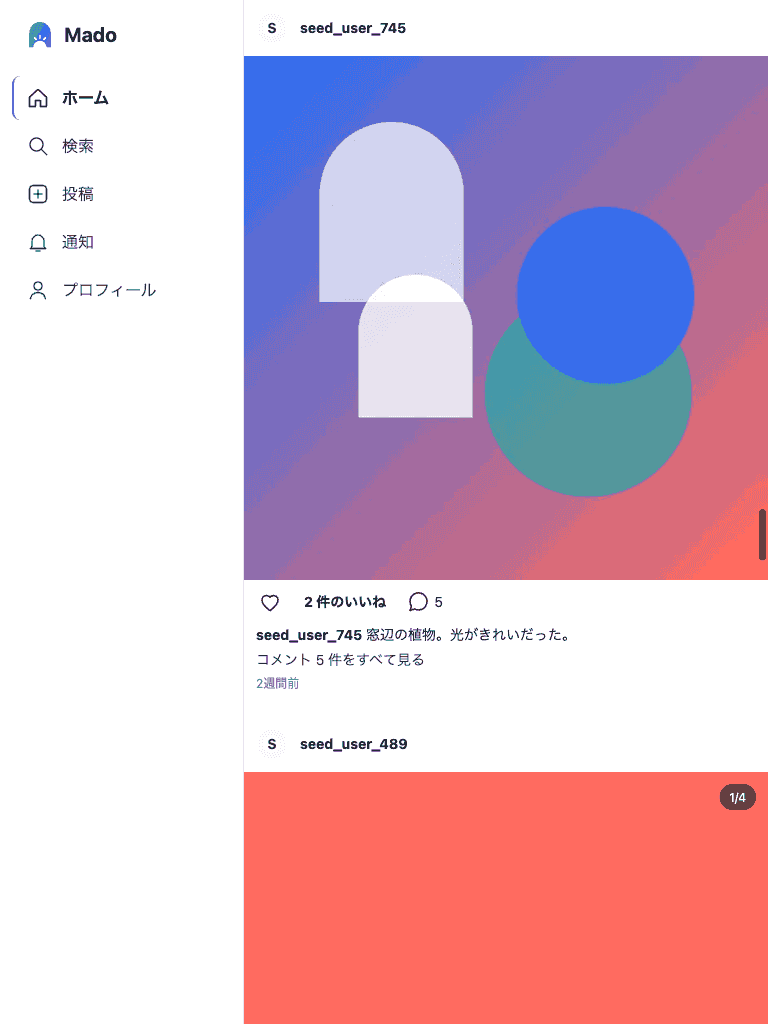 Mado
ホーム
検索
投稿
通知
プロフィール
S seed_user_745
2 件のいいね 5
seed_user_745 窓辺の植物。光がきれいだった。
コメント 5 件をすべて見る
2週間前
S seed_user_489
1/4